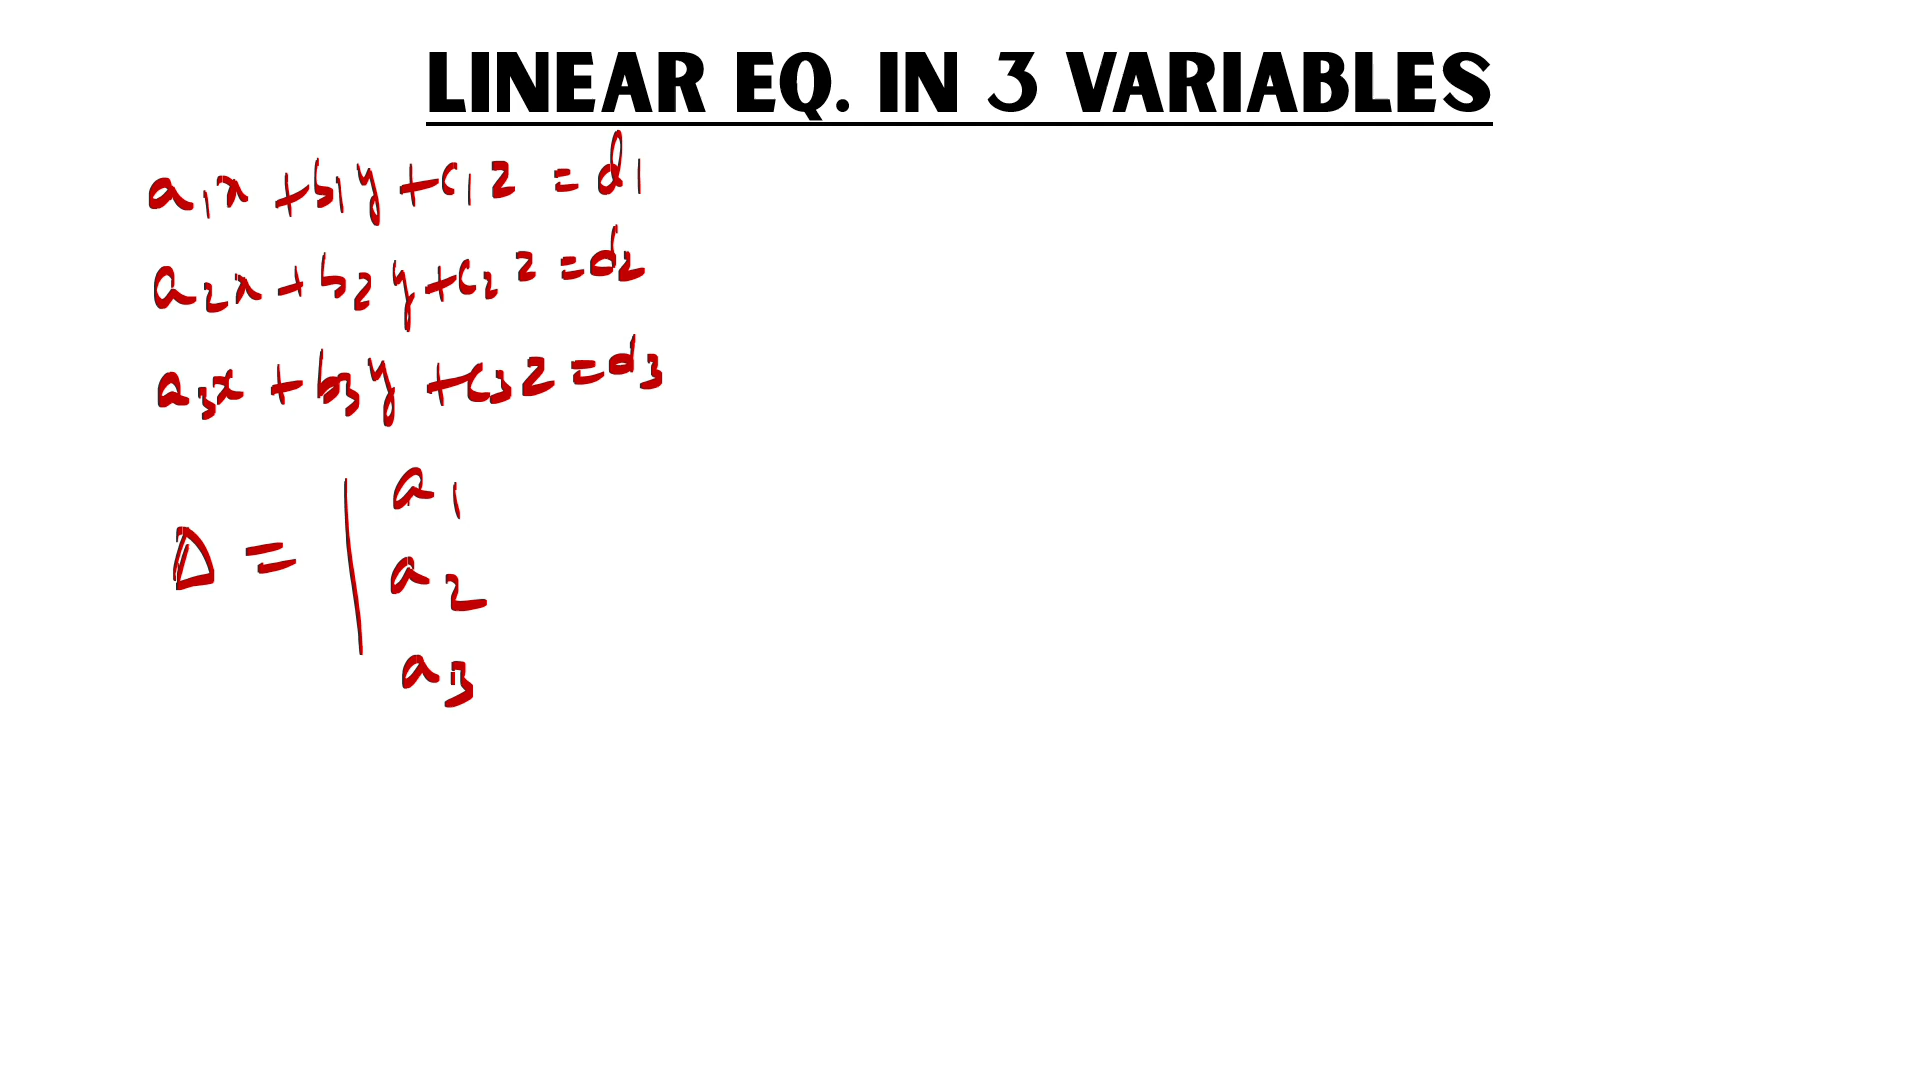 LINEAR EQ. IN 3 VARIABLES
a₁x + b₁y + c₁z = d₁
a₂x + b₂y + c₂z = d₂
a₃x + b₃y + c₃z = d₃
a₁
Δ = | a₂
a₃